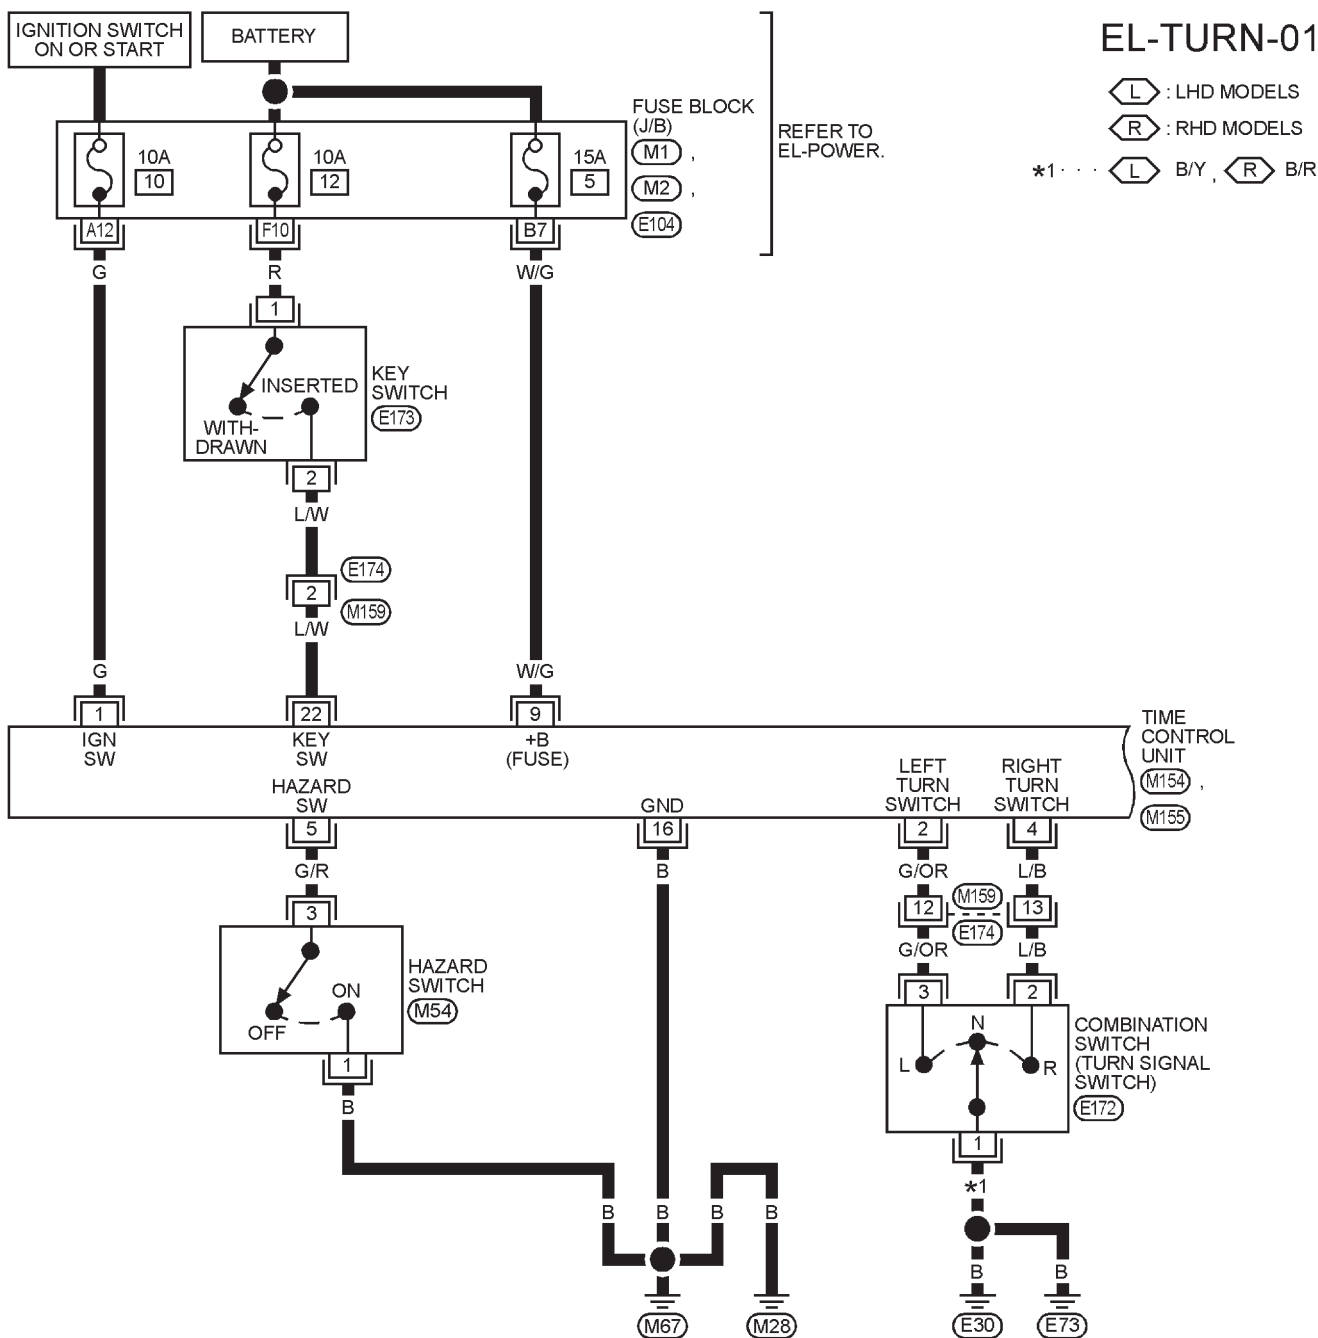 IGNITION SWITCH
ON OR START
BATTERY
EL-TURN-01
L : LHD MODELS
R : RHD MODELS
*1 · · · L B/Y , R B/R
FUSE BLOCK
(J/B)
M1 ,
M2 ,
E104
REFER TO
EL-POWER.
10A
10
10A
12
15A
5
A12
F10
B7
G
R
W/G
1
KEY
SWITCH
E173
INSERTED
WITH-
DRAWN
2
L/W
E174
2
M159
L/W
G
W/G
1
22
9
IGN
SW
KEY
SW
+B
(FUSE)
TIME
CONTROL
UNIT
M154 ,
M155
HAZARD
SW
GND
LEFT
TURN
SWITCH
RIGHT
TURN
SWITCH
5
16
2
4
G/R
B
G/OR
L/B
12
M159
E174
13
G/OR
L/B
3
HAZARD
SWITCH
M54
ON
OFF
1
B
3
2
N
L
R
COMBINATION
SWITCH
(TURN SIGNAL
SWITCH)
E172
1
*1
B
B
B
B
B
B
M67
M28
E30
E73